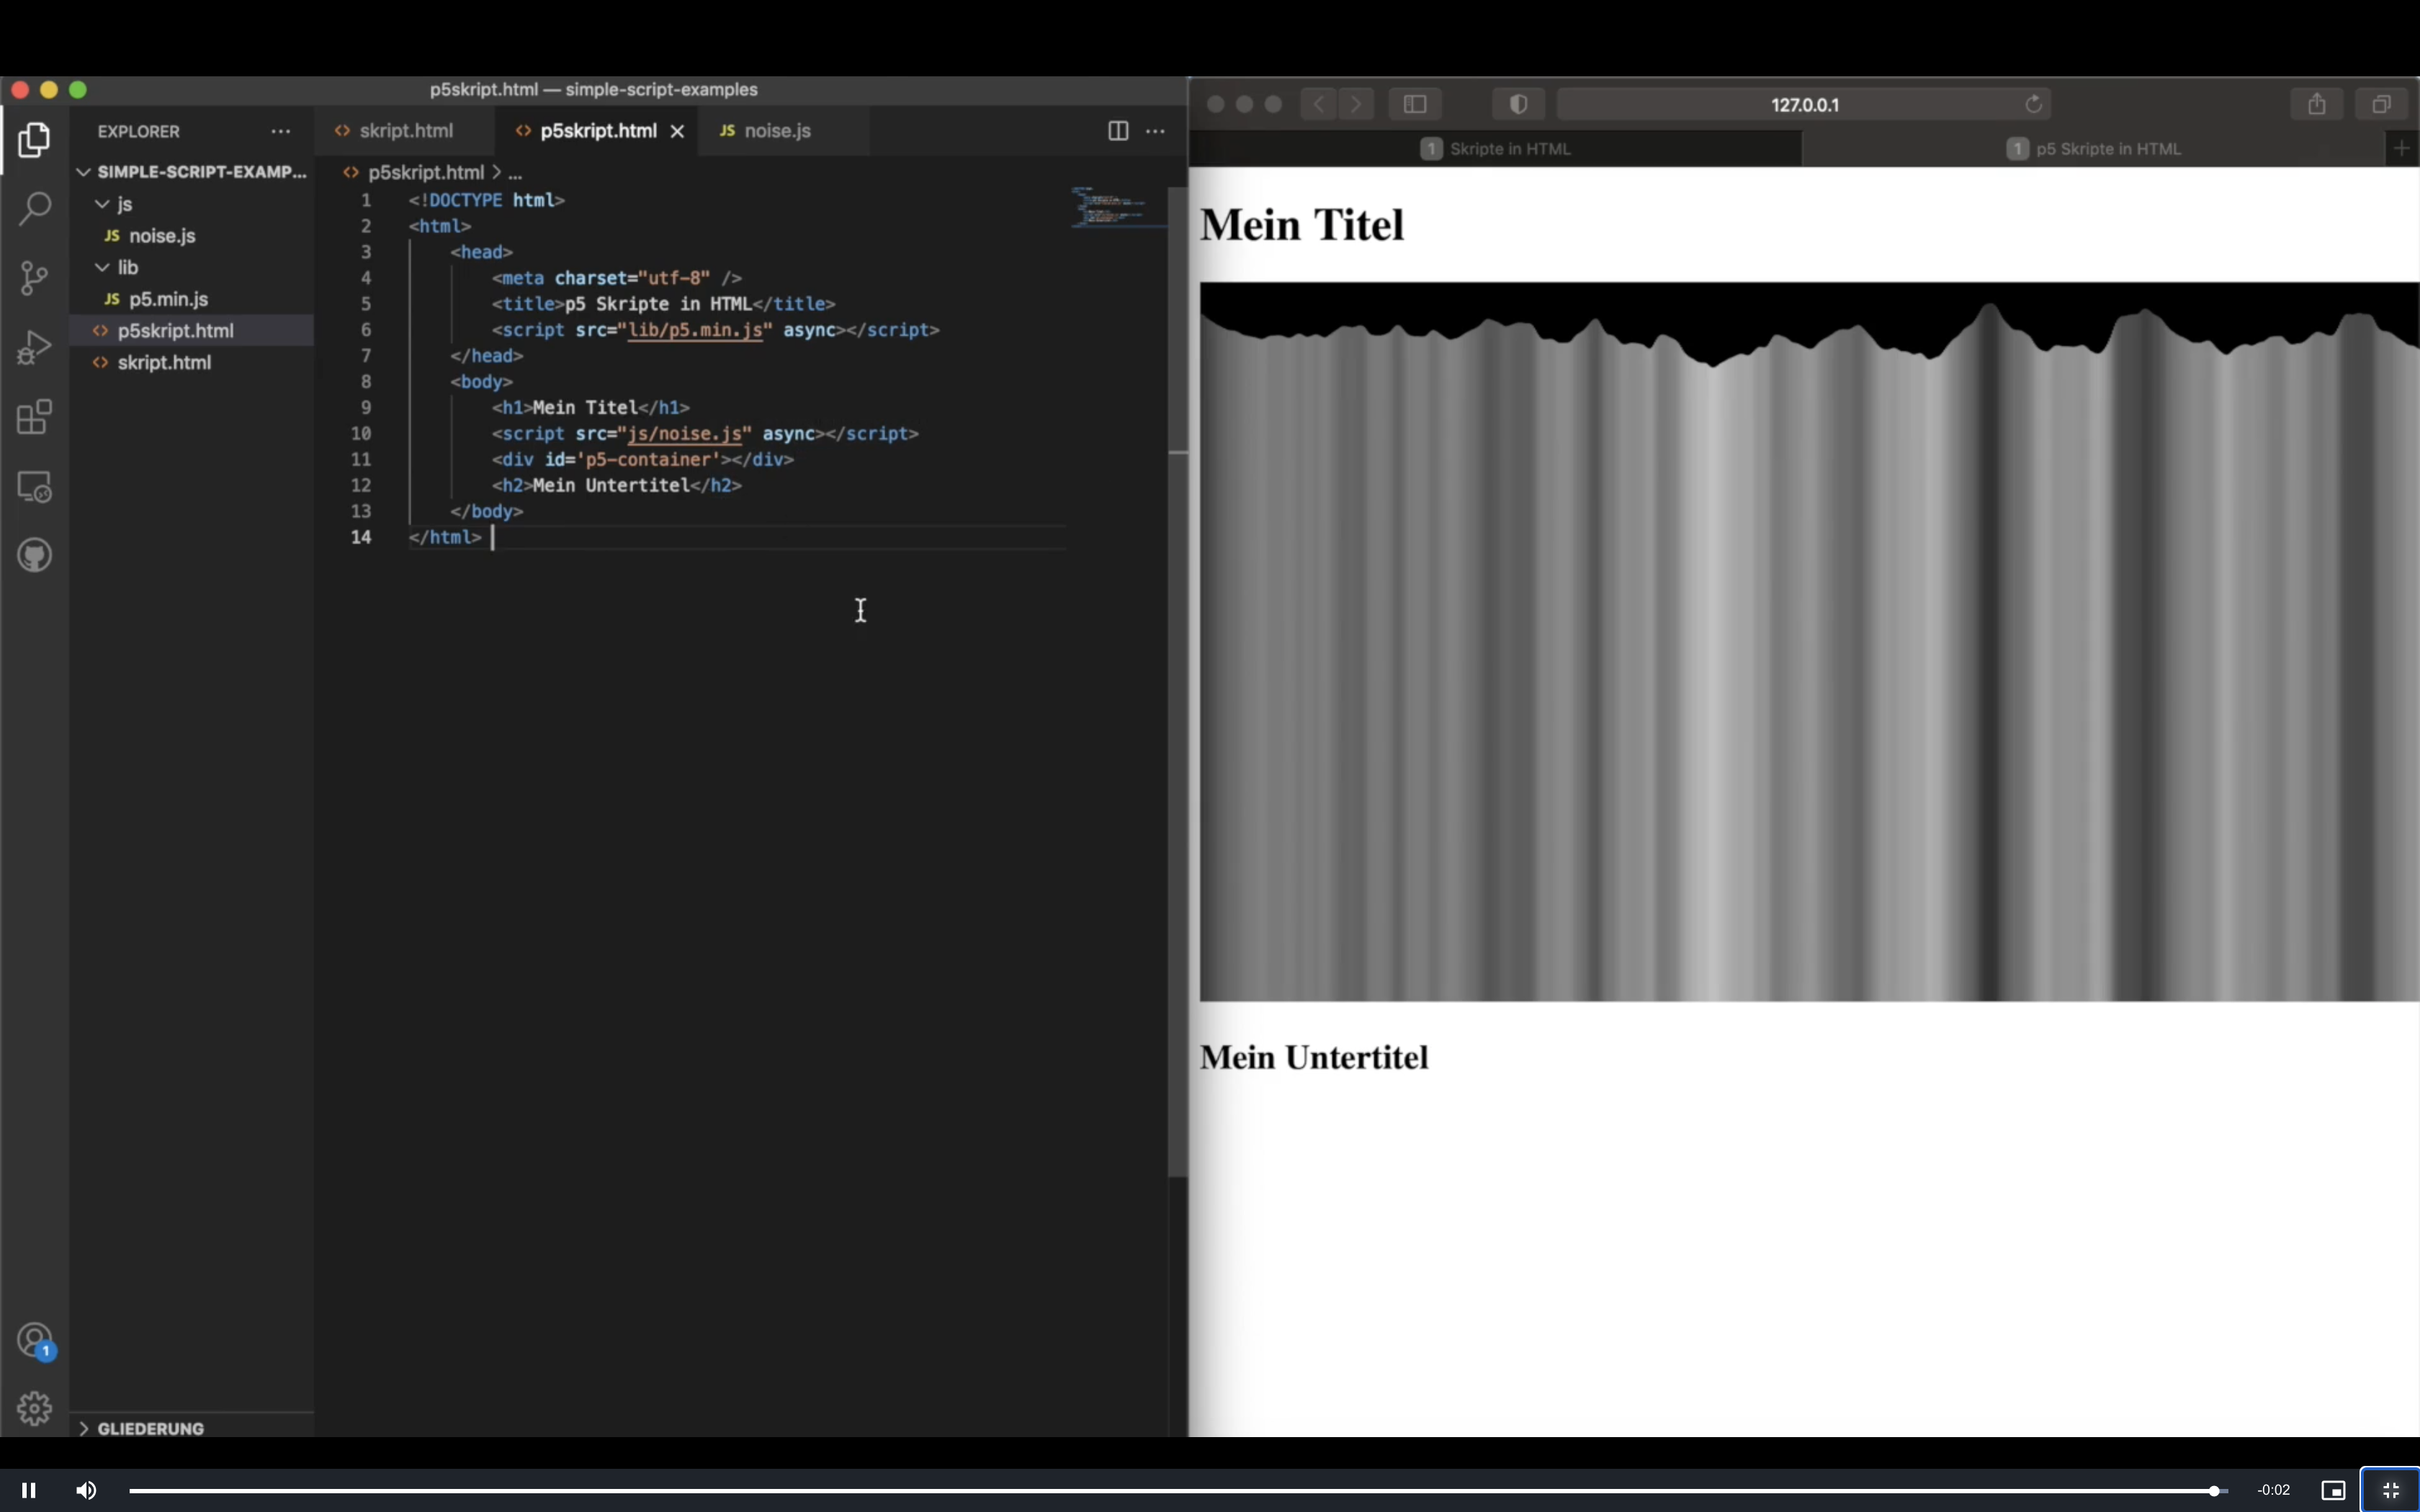 p5skript.html — simple-script-examples
EXPLORER
SIMPLE-SCRIPT-EXAMP...
js
JS noise.js
lib
JS p5.min.js
<> p5skript.html
<> skript.html
GLIEDERUNG
1
<> skript.html
<> p5skript.html
JS noise.js
<> p5skript.html > ...
1 <!DOCTYPE html>
2 <html>
3 <head>
4 <meta charset="utf-8" />
5 <title>p5 Skripte in HTML</title>
6 <script src="lib/p5.min.js" async></script>
7 </head>
8 <body>
9 <h1>Mein Titel</h1>
10 <script src="js/noise.js" async></script>
11 <div id='p5-container'></div>
12 <h2>Mein Untertitel</h2>
13 </body>
14 </html>
127.0.0.1
1 Skripte in HTML
1 p5 Skripte in HTML
Mein Titel
Mein Untertitel
-0:02